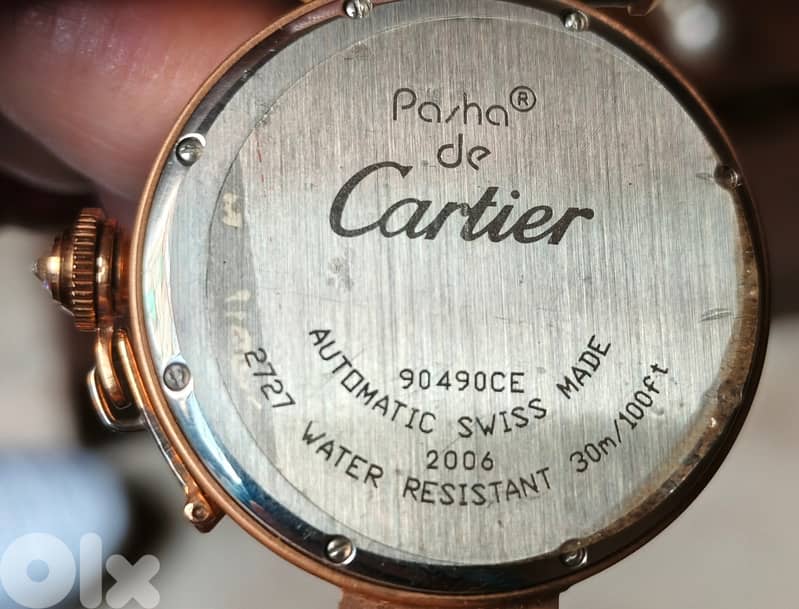 Pasha®
de
Cartier
90490CE
AUTOMATIC SWISS MADE
2006
2727 WATER RESISTANT 30m/100ft
Olx